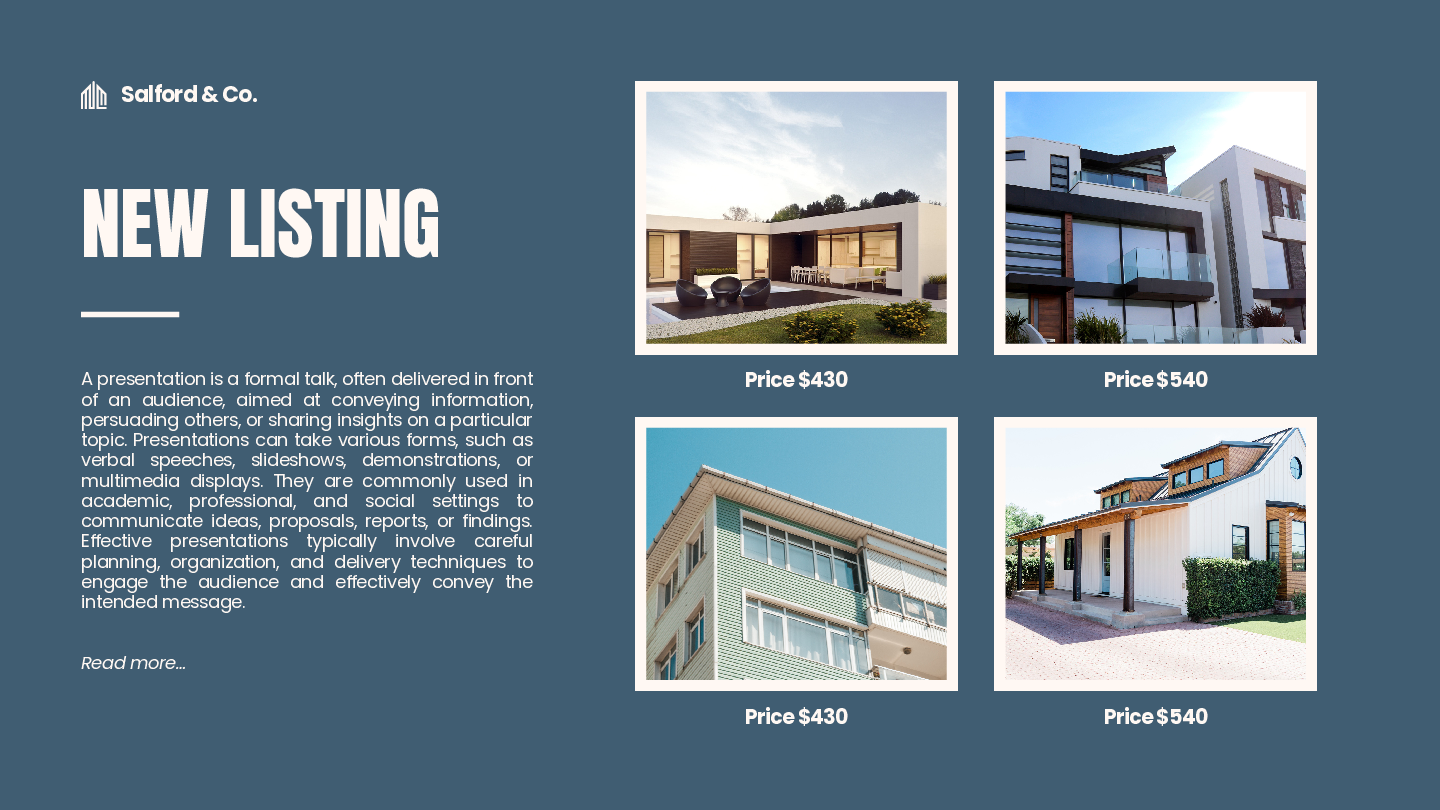 Salford & Co.
NEW LISTING
A presentation is a formal talk, often delivered in front
of an audience, aimed at conveying information,
persuading others, or sharing insights on a particular
topic. Presentations can take various forms, such as
verbal speeches, slideshows, demonstrations, or
multimedia displays. They are commonly used in
academic, professional, and social settings to
communicate ideas, proposals, reports, or findings.
Effective presentations typically involve careful
planning, organization, and delivery techniques to
engage the audience and effectively convey the
intended message.
Read more...
Price $430
Price $540
Price $430
Price $540